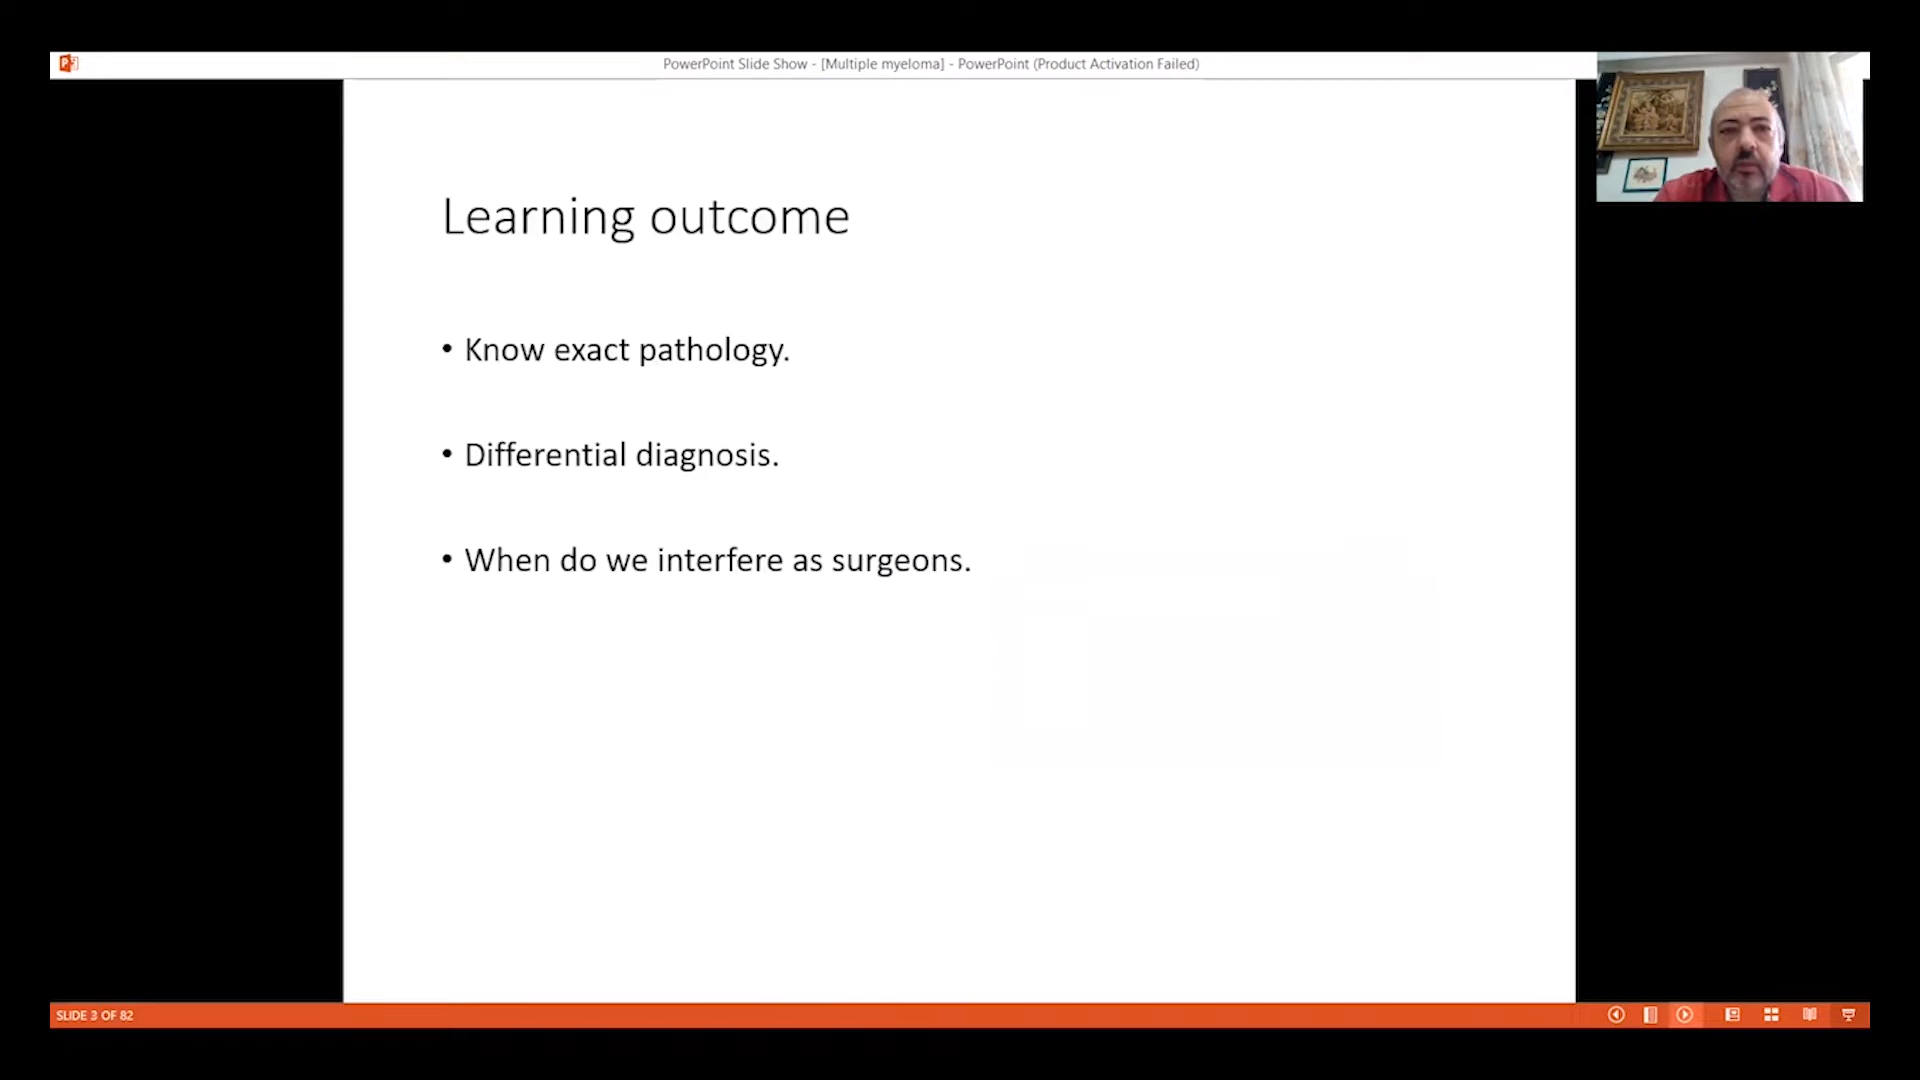 PowerPoint Slide Show - [Multiple myeloma] - PowerPoint (Product Activation Failed)
Learning outcome
• Know exact pathology.
• Differential diagnosis.
• When do we interfere as surgeons.
SLIDE 3 OF 82